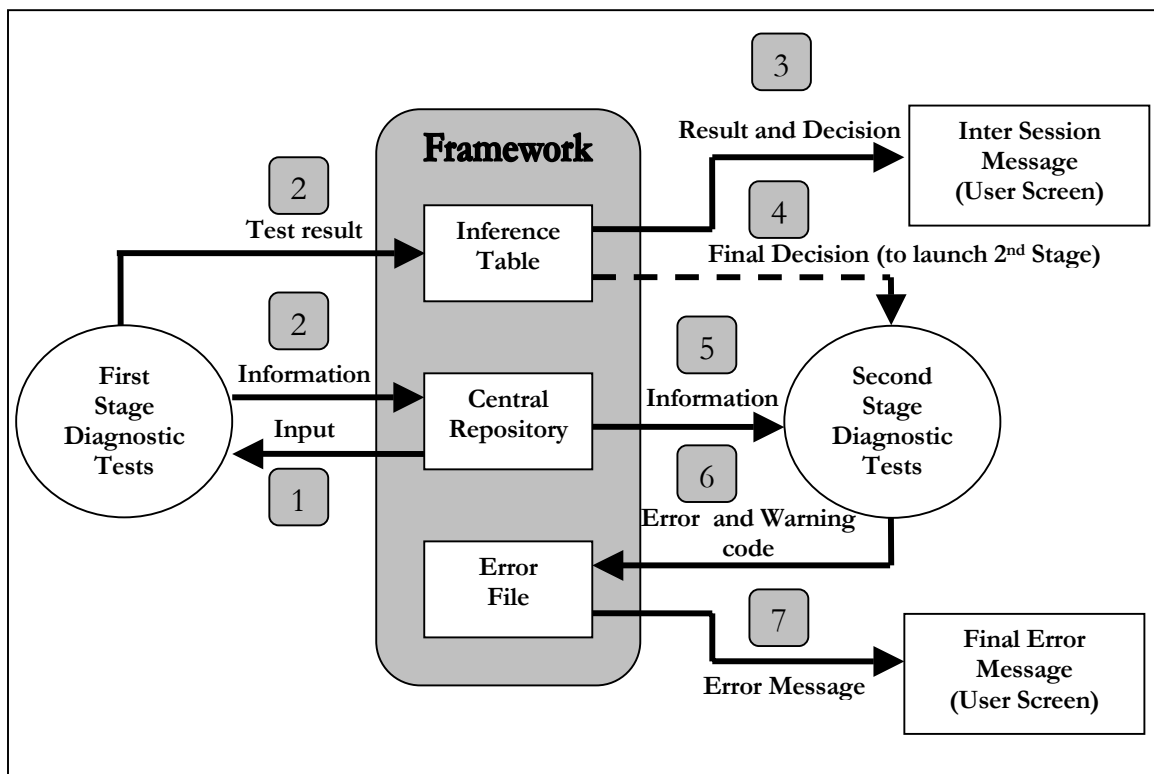 3
Result and Decision
Inter Session
Message
(User Screen)
Framework
2
Test result
Inference
Table
4
Final Decision (to launch 2nd Stage)
2
Information
First
Stage
Diagnostic
Tests
Input
1
Central
Repository
5
Information
Second
Stage
Diagnostic
Tests
6
Error and Warning
code
Error
File
7
Error Message
Final Error
Message
(User Screen)